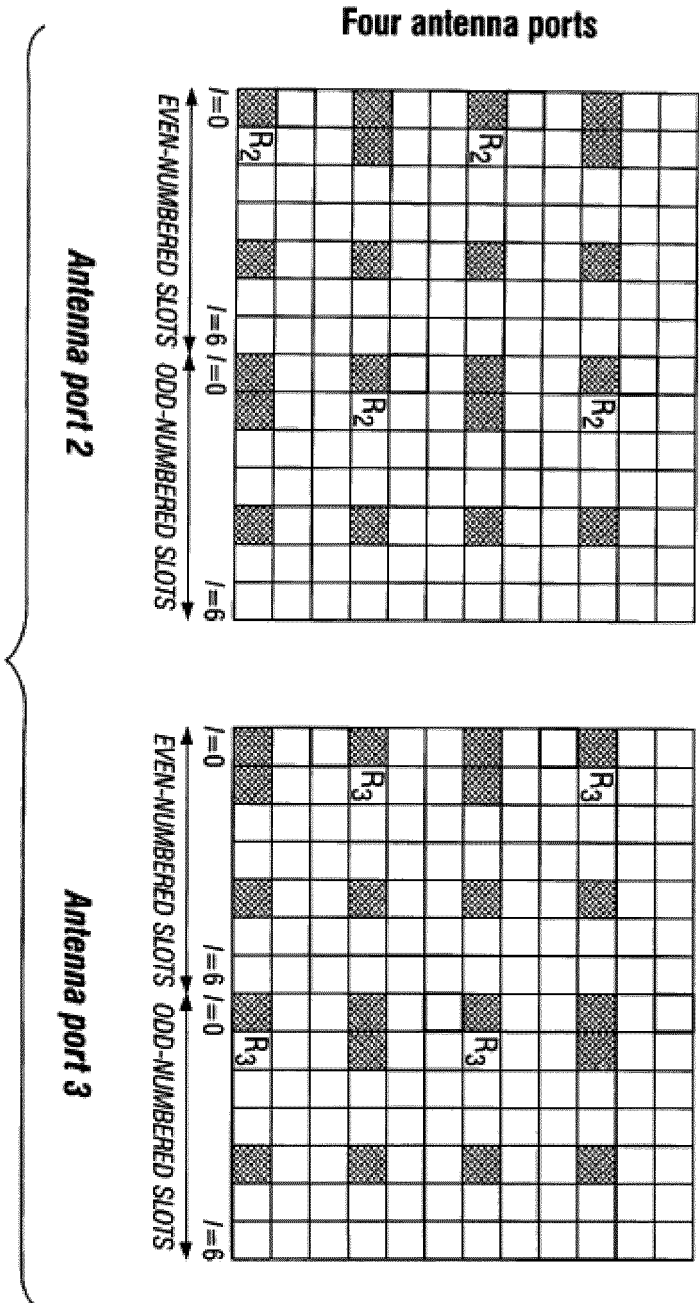 Four antenna ports
R2
R2
R2
R2
l=0
l=6
l=0
l=6
EVEN-NUMBERED SLOTS
ODD-NUMBERED SLOTS
Antenna port 2
R3
R3
R3
R3
l=0
l=6
l=0
l=6
EVEN-NUMBERED SLOTS
ODD-NUMBERED SLOTS
Antenna port 3